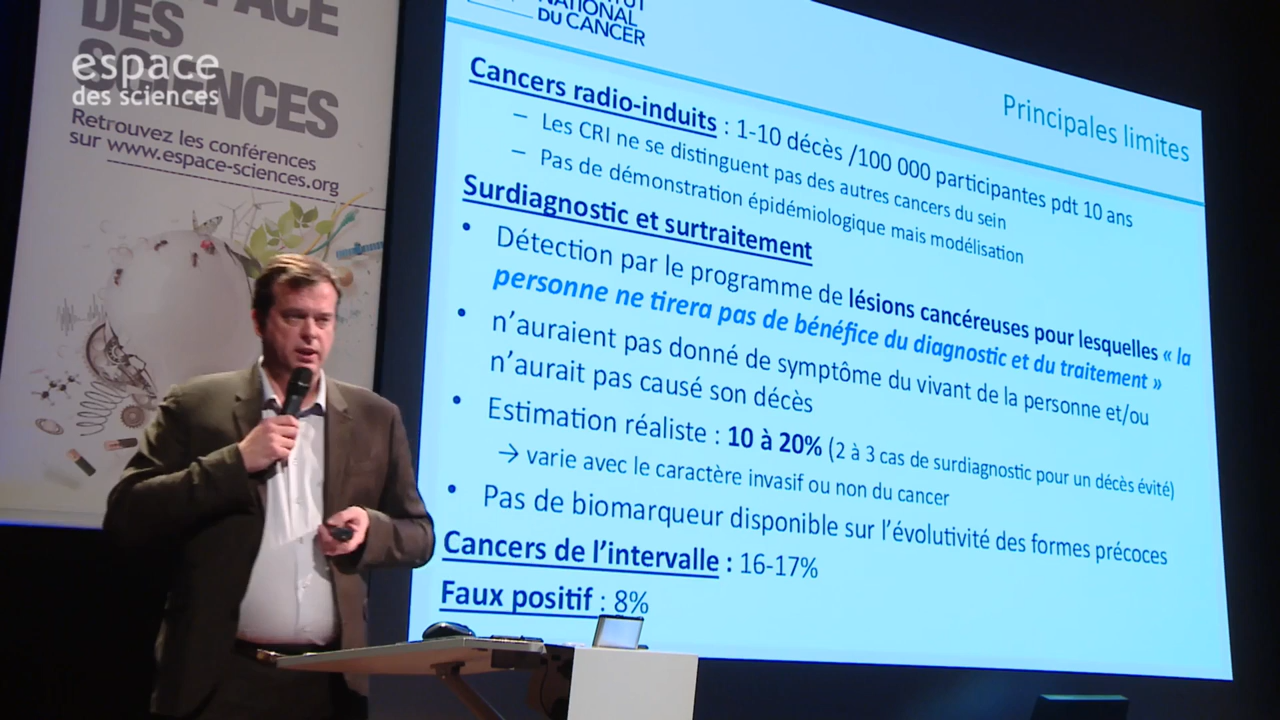 DES
SCIENCES
espace
des sciences
Retrouvez les conférences
sur www.espace-sciences.org
NATIONAL
DU CANCER
Principales limites
Cancers radio-induits : 1-10 décès /100 000 participantes pdt 10 ans
– Les CRI ne se distinguent pas des autres cancers du sein
– Pas de démonstration épidémiologique mais modélisation
Surdiagnostic et surtraitement
• Détection par le programme de lésions cancéreuses pour lesquelles « la
personne ne tirera pas de bénéfice du diagnostic et du traitement »
• n'auraient pas donné de symptôme du vivant de la personne et/ou
n'aurait pas causé son décès
• Estimation réaliste : 10 à 20% (2 à 3 cas de surdiagnostic pour un décès évité)
→ varie avec le caractère invasif ou non du cancer
• Pas de biomarqueur disponible sur l'évolutivité des formes précoces
Cancers de l'intervalle : 16-17%
Faux positif : 8%